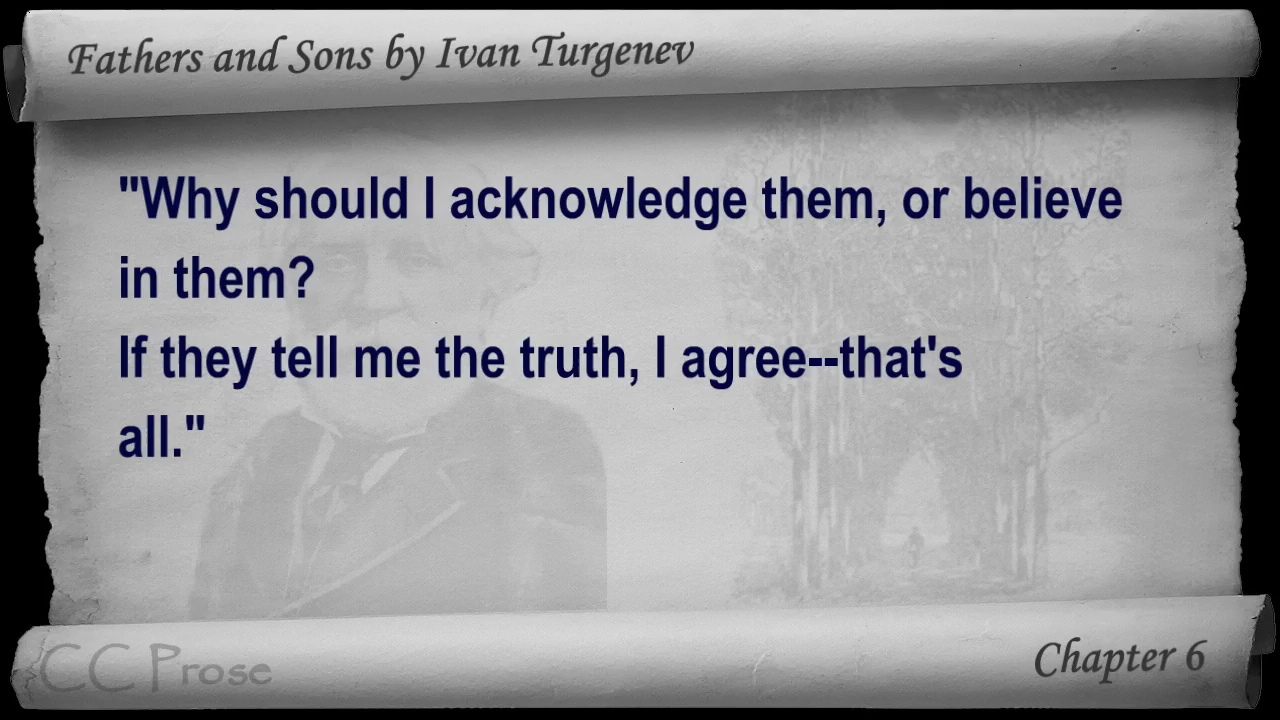 Fathers and Sons by Ivan Turgenev
"Why should I acknowledge them, or believe
in them?
If they tell me the truth, I agree--that's
all."
CC Prose
Chapter 6